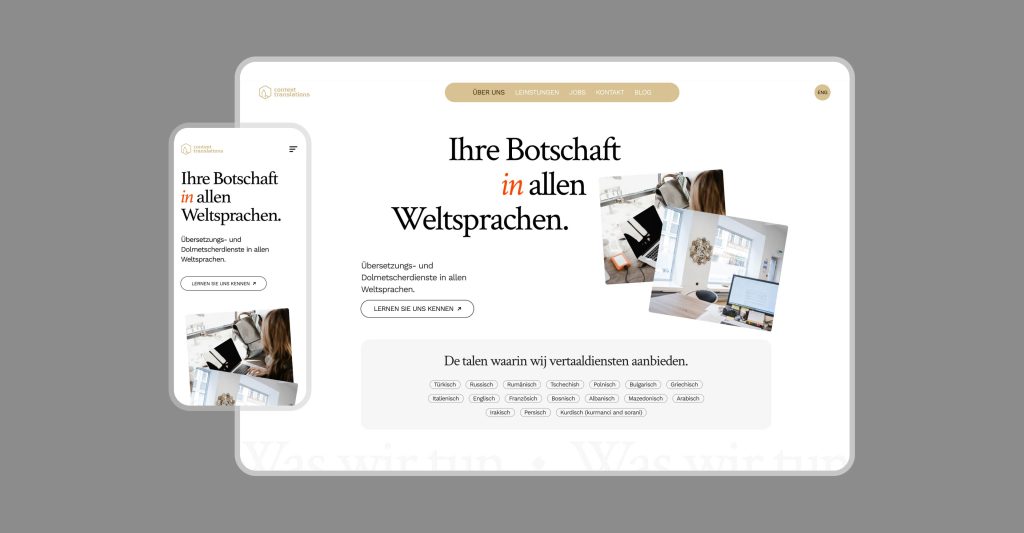 context
translations
ÜBER UNS LEINSTUNGEN JOBS KONTAKT BLOG
ENG
Ihre Botschaft
in allen
Weltsprachen.
Übersetzungs- und
Dolmetscherdienste in allen
Weltsprachen.
LERNEN SIE UNS KENNEN ↗
De talen waarin wij vertaaldiensten aanbieden.
Türkisch Russisch Rumänisch Tschechish Polnisch Bulgarisch Griechisch
Italienisch Englisch Französich Bosnisch Albanisch Mazedonisch Arabisch
Irakisch Persisch Kurdisch (kurmanci and sorani)
Was wir tun • Was wir tun
context
translations
Ihre Botschaft
in allen
Weltsprachen.
Übersetzungs- und
Dolmetscherdienste in allen
Weltsprachen.
LERNEN SIE UNS KENNEN ↗